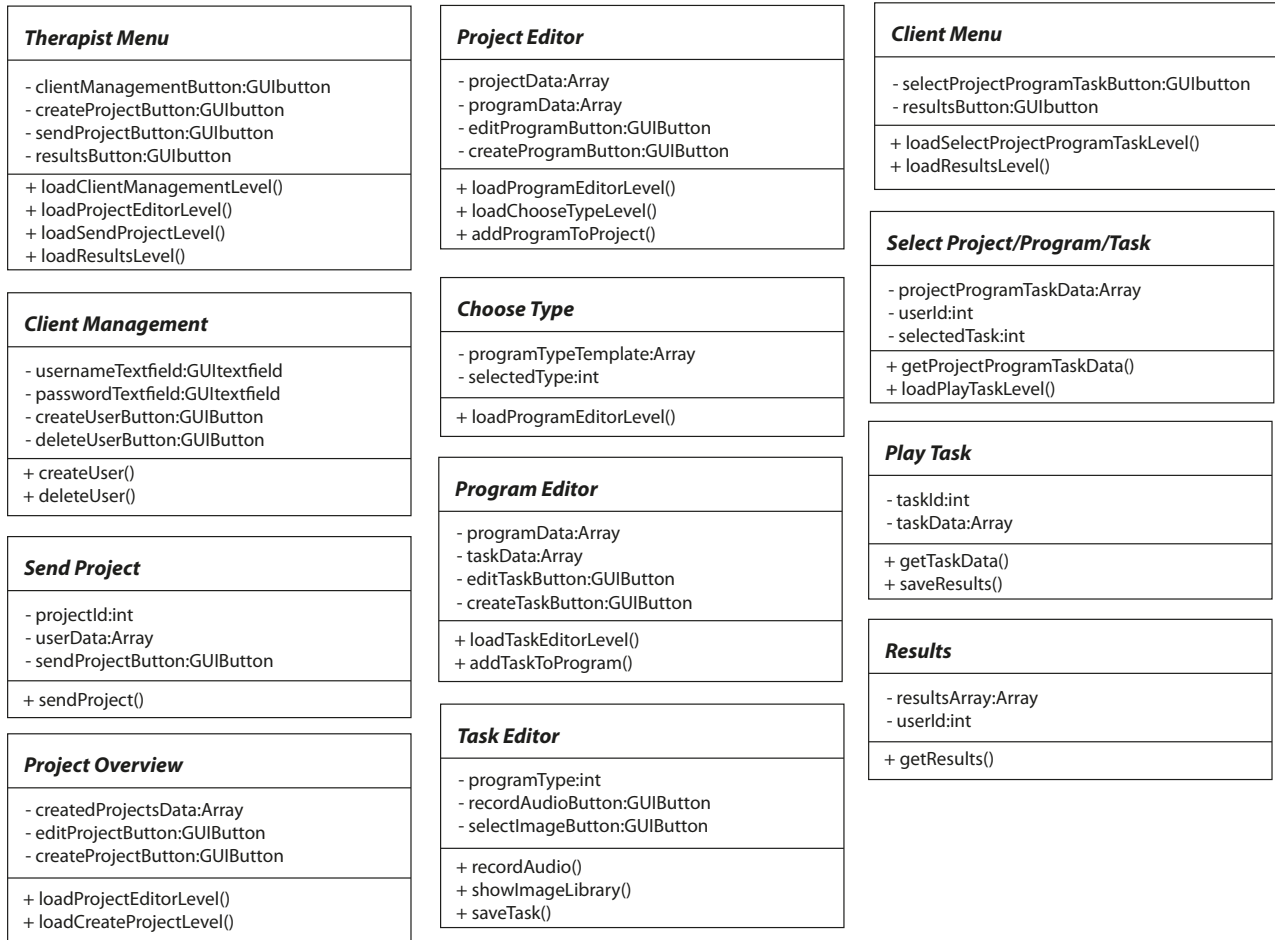 Therapist Menu
- clientManagementButton:GUIbutton
- createProjectButton:GUIbutton
- sendProjectButton:GUIbutton
- resultsButton:GUIbutton
+ loadClientManagementLevel()
+ loadProjectEditorLevel()
+ loadSendProjectLevel()
+ loadResultsLevel()
Client Management
- usernameTextfield:GUItextfield
- passwordTextfield:GUItextfield
- createUserButton:GUIButton
- deleteUserButton:GUIButton
+ createUser()
+ deleteUser()
Send Project
- projectId:int
- userData:Array
- sendProjectButton:GUIButton
+ sendProject()
Project Overview
- createdProjectsData:Array
- editProjectButton:GUIButton
- createProjectButton:GUIButton
+ loadProjectEditorLevel()
+ loadCreateProjectLevel()
Project Editor
- projectData:Array
- programData:Array
- editProgramButton:GUIButton
- createProgramButton:GUIButton
+ loadProgramEditorLevel()
+ loadChooseTypeLevel()
+ addProgramToProject()
Choose Type
- programTypeTemplate:Array
- selectedType:int
+ loadProgramEditorLevel()
Program Editor
- programData:Array
- taskData:Array
- editTaskButton:GUIButton
- createTaskButton:GUIButton
+ loadTaskEditorLevel()
+ addTaskToProgram()
Task Editor
- programType:int
- recordAudioButton:GUIButton
- selectImageButton:GUIButton
+ recordAudio()
+ showImageLibrary()
+ saveTask()
Client Menu
- selectProjectProgramTaskButton:GUIbutton
- resultsButton:GUIbutton
+ loadSelectProjectProgramTaskLevel()
+ loadResultsLevel()
Select Project/Program/Task
- projectProgramTaskData:Array
- userId:int
- selectedTask:int
+ getProjectProgramTaskData()
+ loadPlayTaskLevel()
Play Task
- taskId:int
- taskData:Array
+ getTaskData()
+ saveResults()
Results
- resultsArray:Array
- userId:int
+ getResults()